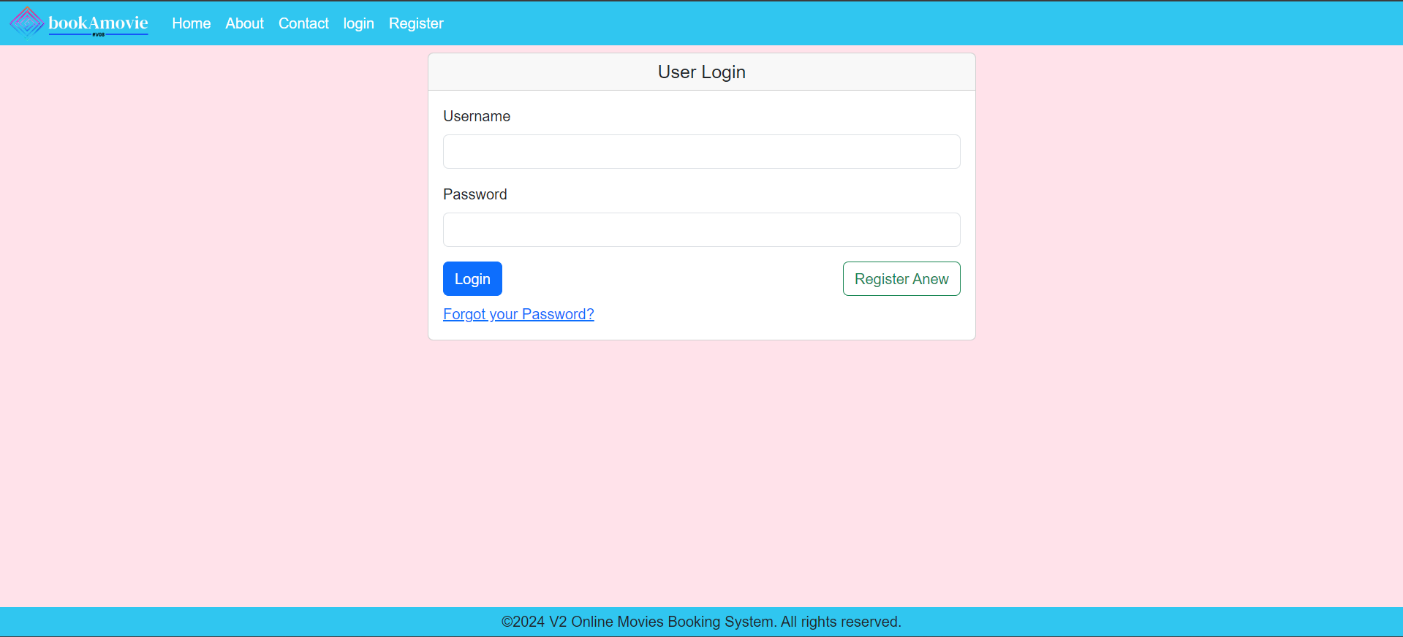 bookAmovie Home About Contact login Register
#V08
User Login
Username
Password
Login Register Anew
Forgot your Password?
©2024 V2 Online Movies Booking System. All rights reserved.